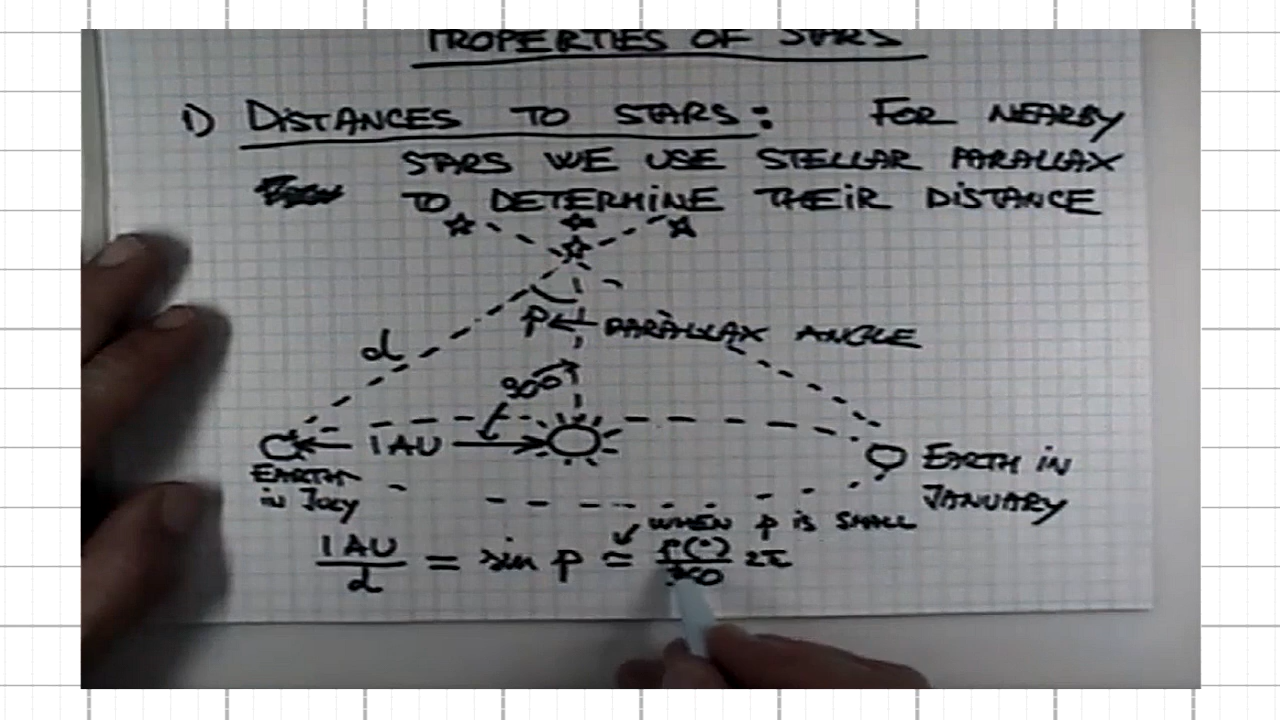 PROPERTIES OF STARS
1) DISTANCES TO STARS: FOR NEARBY
STARS WE USE STELLAR PARALLAX
TO DETERMINE THEIR DISTANCE
P ← PARALLAX ANGLE
d
90°
1 AU
EARTH IN JULY
EARTH IN JANUARY
WHEN p is SMALL
1 AU / d = sin p ≃ p(°) / 360 2π